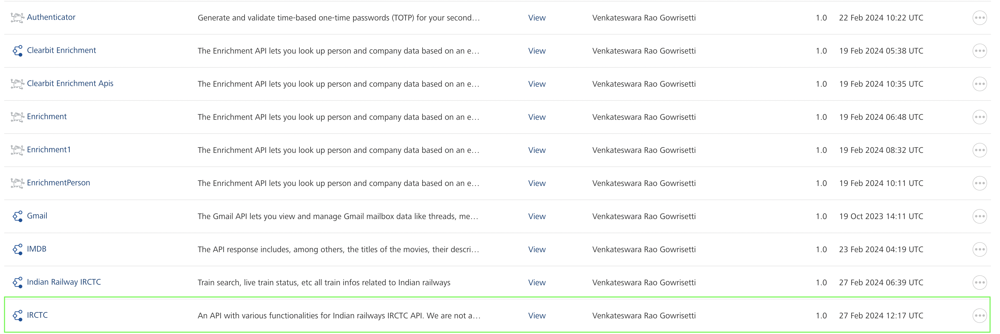 Authenticator Generate and validate time-based one-time passwords (TOTP) for your second... View Venkateswara Rao Gowrisetti 1.0 22 Feb 2024 10:22 UTC
Clearbit Enrichment The Enrichment API lets you look up person and company data based on an e... View Venkateswara Rao Gowrisetti 1.0 19 Feb 2024 05:38 UTC
Clearbit Enrichment Apis The Enrichment API lets you look up person and company data based on an e... View Venkateswara Rao Gowrisetti 1.0 19 Feb 2024 10:35 UTC
Enrichment The Enrichment API lets you look up person and company data based on an e... View Venkateswara Rao Gowrisetti 1.0 19 Feb 2024 06:48 UTC
Enrichment1 The Enrichment API lets you look up person and company data based on an e... View Venkateswara Rao Gowrisetti 1.0 19 Feb 2024 08:32 UTC
EnrichmentPerson The Enrichment API lets you look up person and company data based on an e... View Venkateswara Rao Gowrisetti 1.0 19 Feb 2024 10:11 UTC
Gmail The Gmail API lets you view and manage Gmail mailbox data like threads, me... View Venkateswara Rao Gowrisetti 1.0 19 Oct 2023 14:11 UTC
IMDB The API response includes, among others, the titles of the movies, their descri... View Venkateswara Rao Gowrisetti 1.0 23 Feb 2024 04:19 UTC
Indian Railway IRCTC Train search, live train status, etc all train infos related to Indian railways View Venkateswara Rao Gowrisetti 1.0 27 Feb 2024 06:39 UTC
IRCTC An API with various functionalities for Indian railways IRCTC API. We are not a... View Venkateswara Rao Gowrisetti 1.0 27 Feb 2024 12:17 UTC